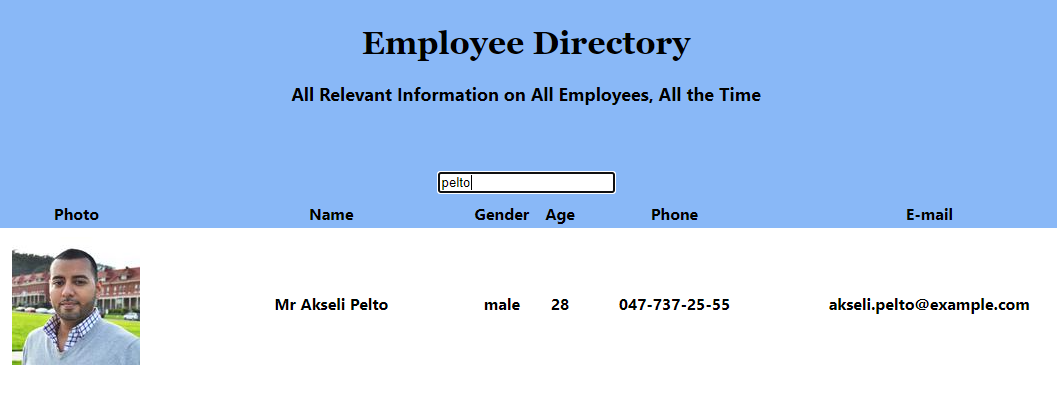 Employee Directory
All Relevant Information on All Employees, All the Time
pelto
Photo Name Gender Age Phone E-mail
Mr Akseli Pelto male 28 047-737-25-55 akseli.pelto@example.com